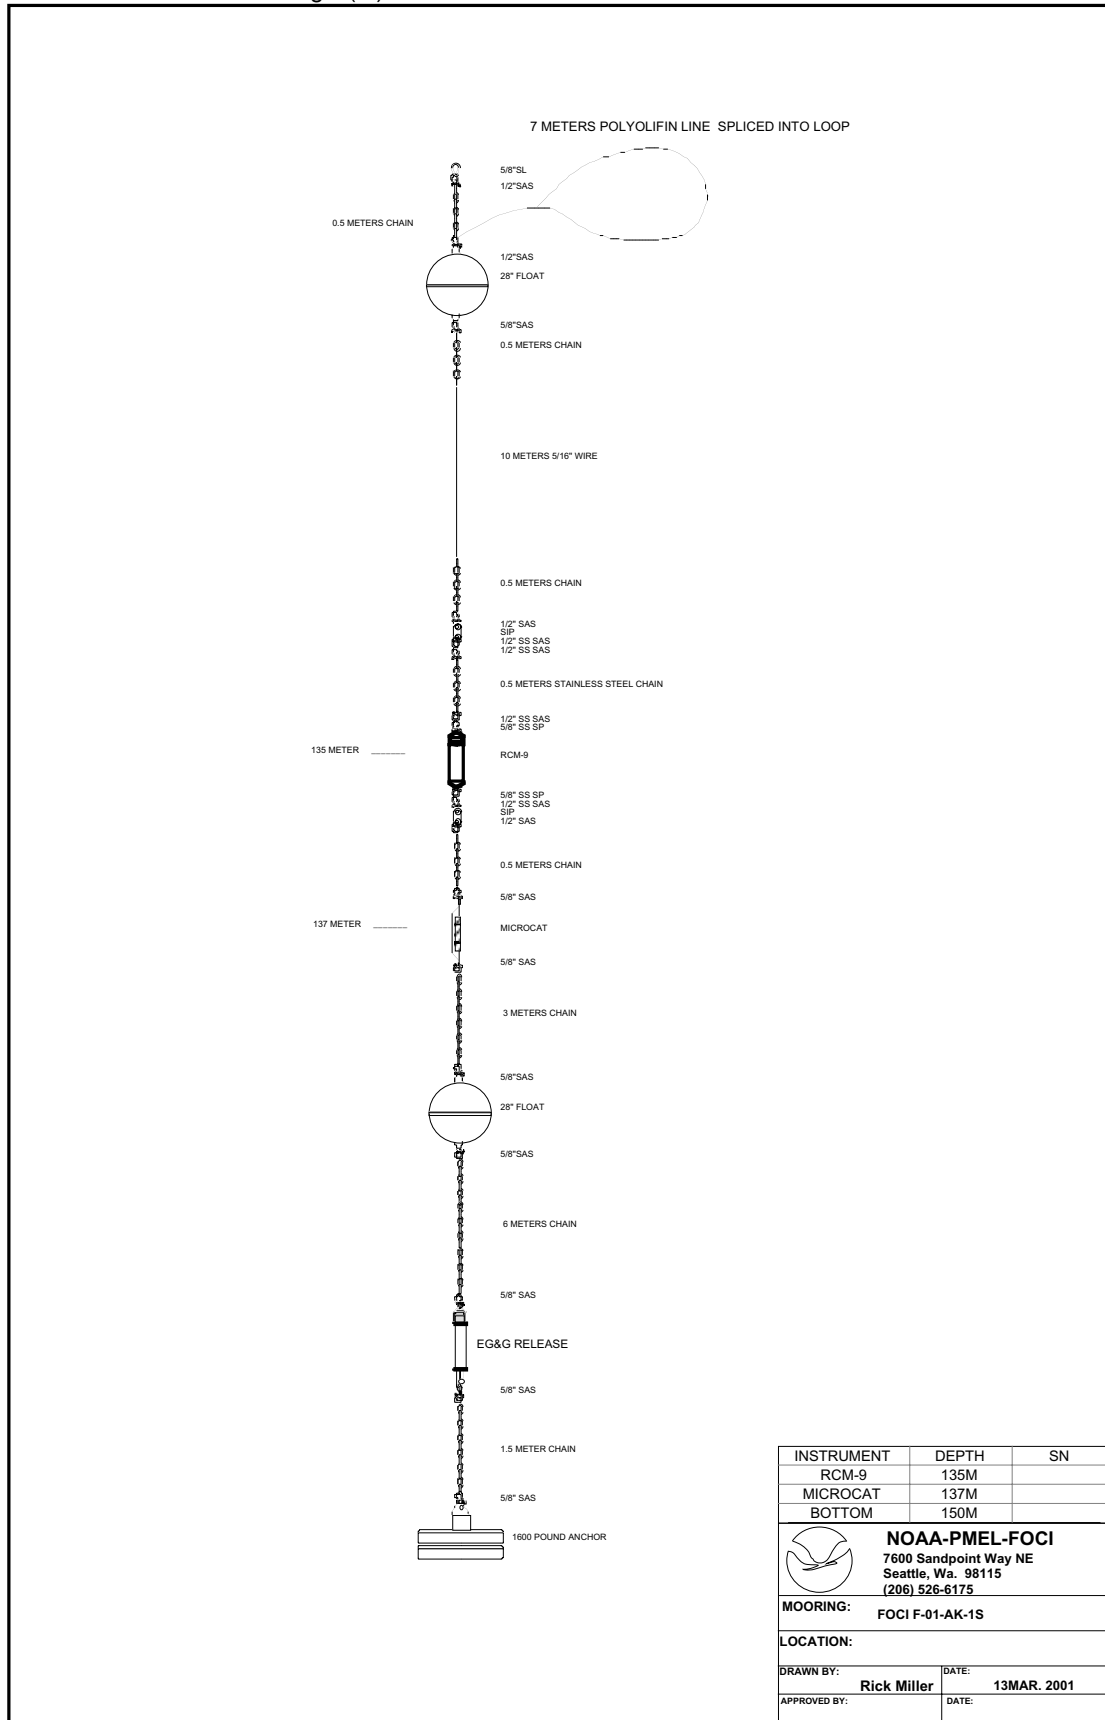 7 METERS POLYOLIFIN LINE SPLICED INTO LOOP
5/8"SL
1/2"SAS
0.5 METERS CHAIN
1/2"SAS
28" FLOAT
5/8"SAS
0.5 METERS CHAIN
10 METERS 5/16" WIRE
0.5 METERS CHAIN
1/2" SAS
SIP
1/2" SS SAS
1/2" SS SAS
0.5 METERS STAINLESS STEEL CHAIN
1/2" SS SAS
5/8" SS SP
135 METER
RCM-9
5/8" SS SP
1/2" SS SAS
SIP
1/2" SAS
0.5 METERS CHAIN
5/8" SAS
137 METER
MICROCAT
5/8" SAS
3 METERS CHAIN
5/8"SAS
28" FLOAT
5/8"SAS
6 METERS CHAIN
5/8" SAS
EG&G RELEASE
5/8" SAS
1.5 METER CHAIN
5/8" SAS
1600 POUND ANCHOR
INSTRUMENT DEPTH SN
RCM-9 135M
MICROCAT 137M
BOTTOM 150M
NOAA-PMEL-FOCI
7600 Sandpoint Way NE
Seattle, Wa. 98115
(206) 526-6175
MOORING: FOCI F-01-AK-1S
LOCATION:
DRAWN BY: Rick Miller DATE: 13MAR. 2001
APPROVED BY: DATE: